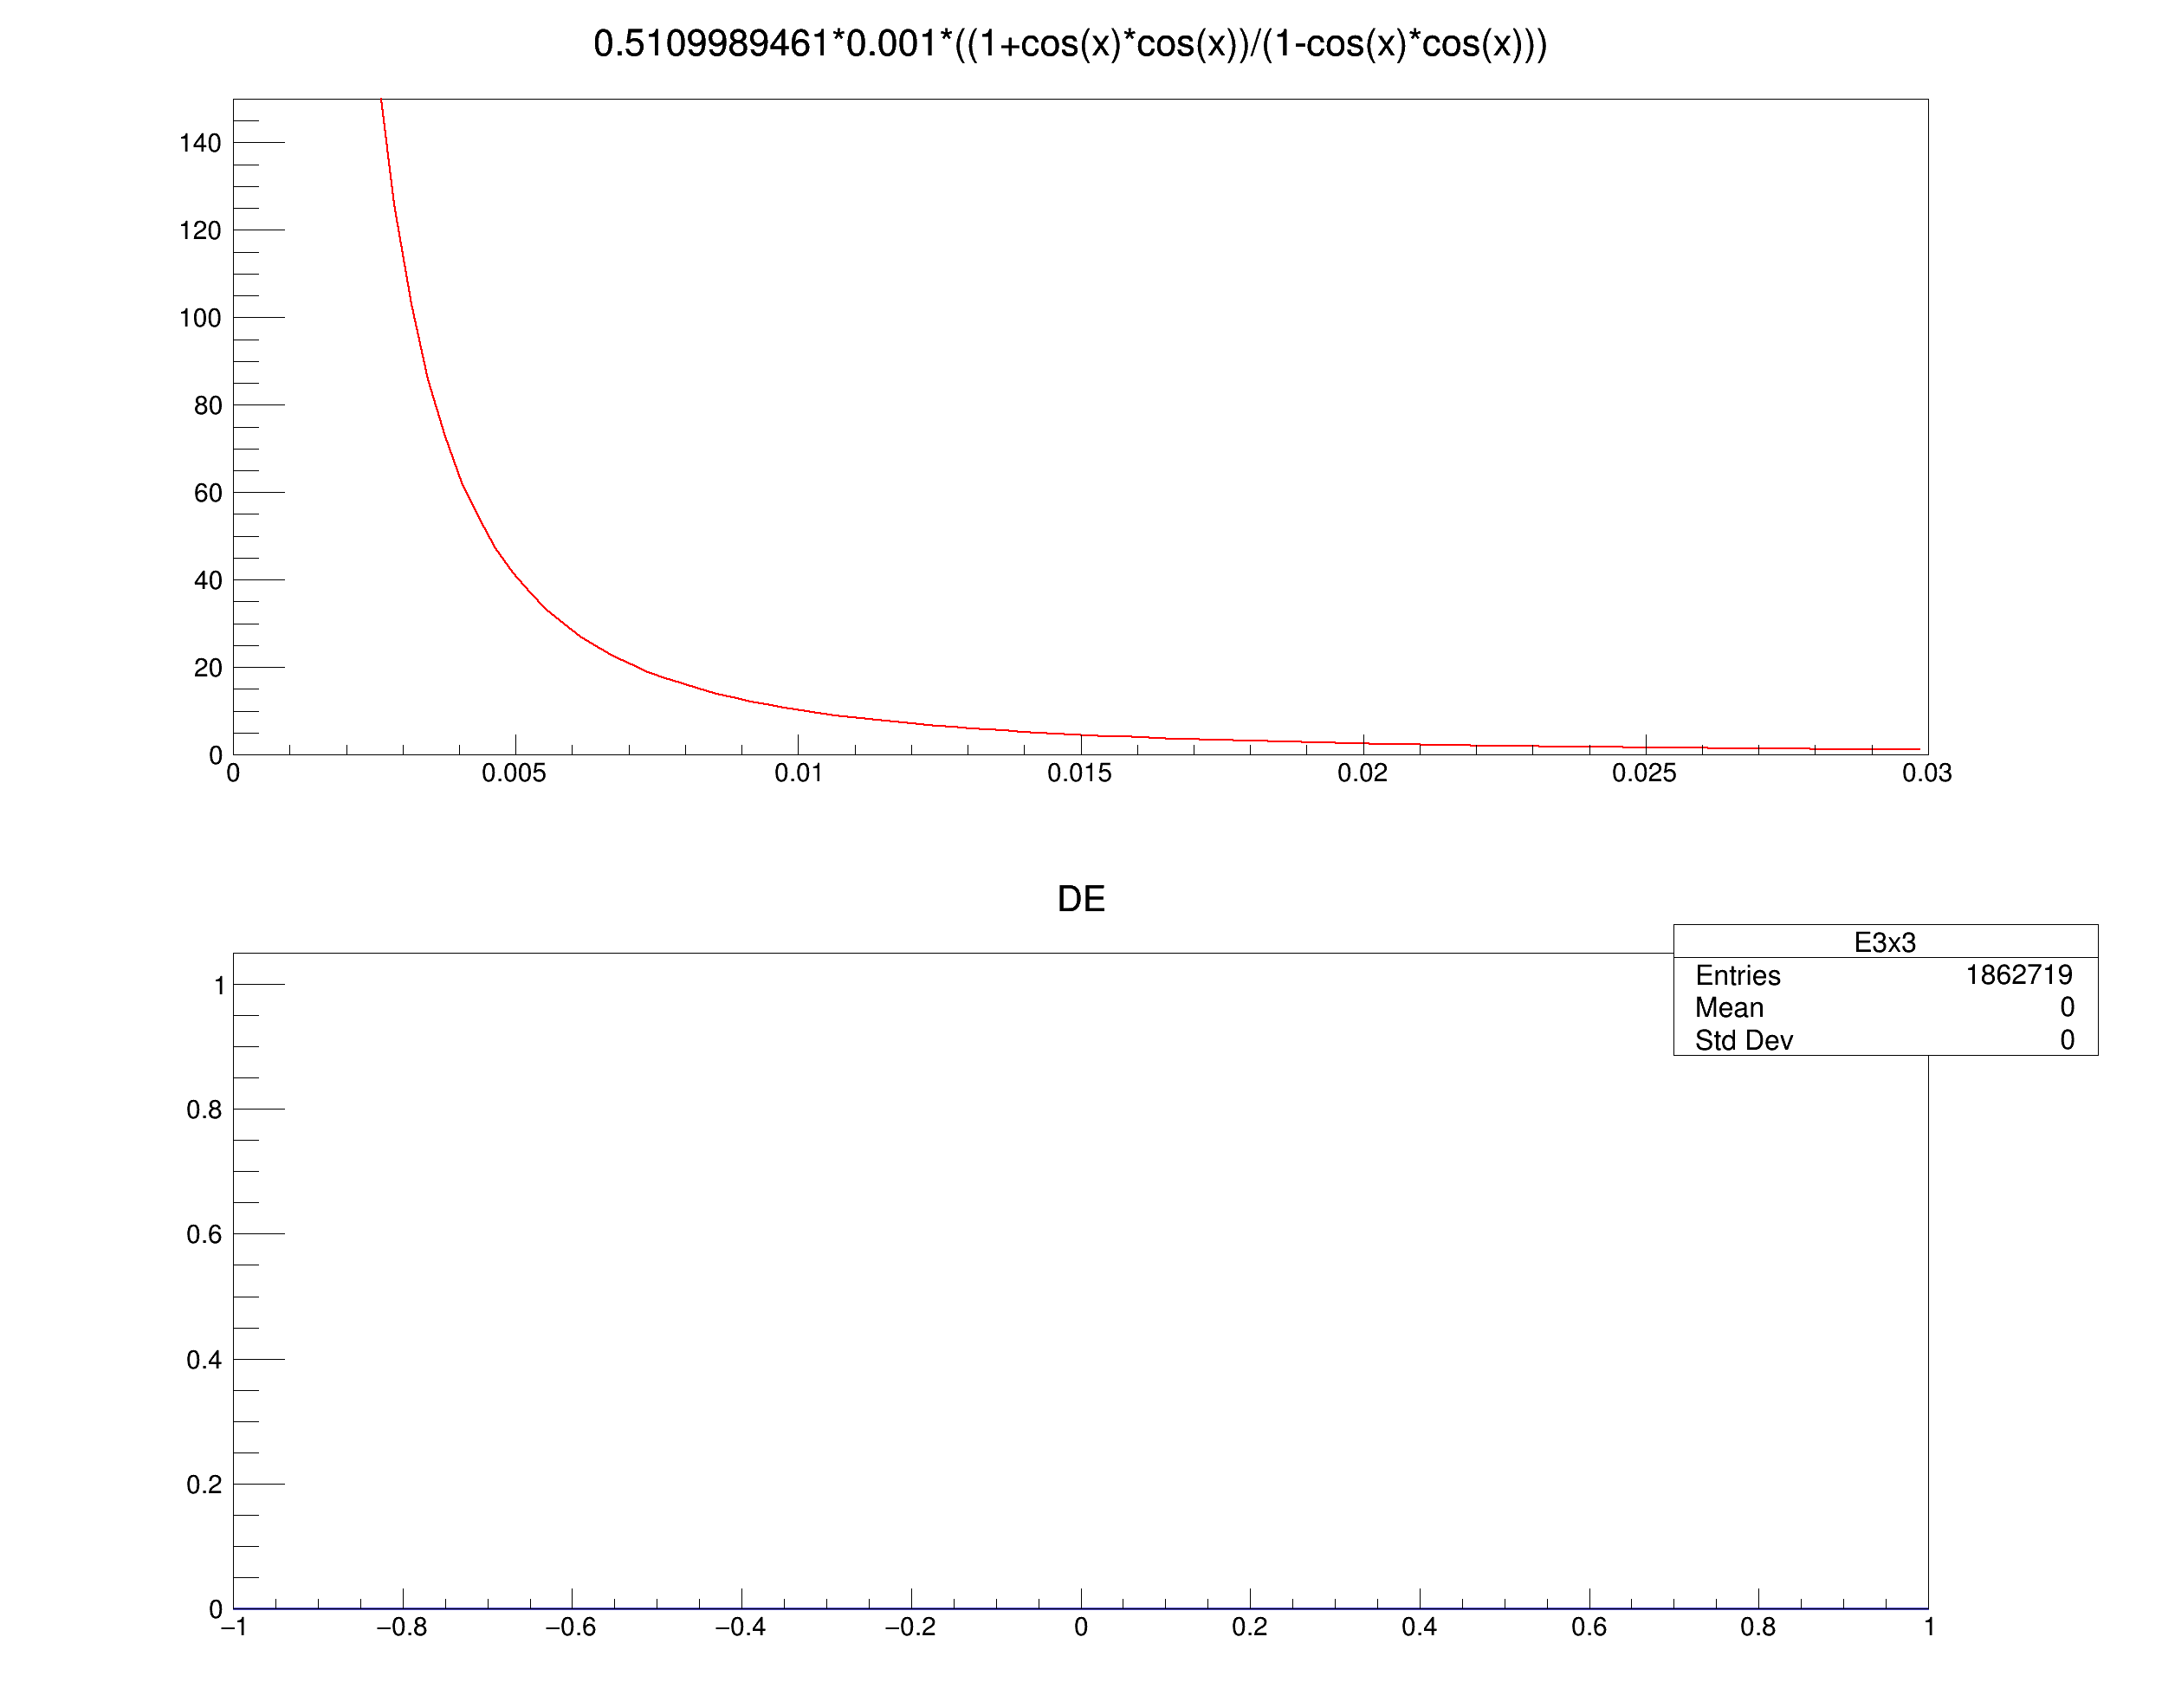 0.5109989461*0.001*((1+cos(x)*cos(x))/(1-cos(x)*cos(x)))
140
120
100
80
60
40
20
0
0 0.005 0.01 0.015 0.02 0.025 0.03
DE
E3x3
Entries 1862719
Mean 0
Std Dev 0
1
0.8
0.6
0.4
0.2
0
−1 −0.8 −0.6 −0.4 −0.2 0 0.2 0.4 0.6 0.8 1